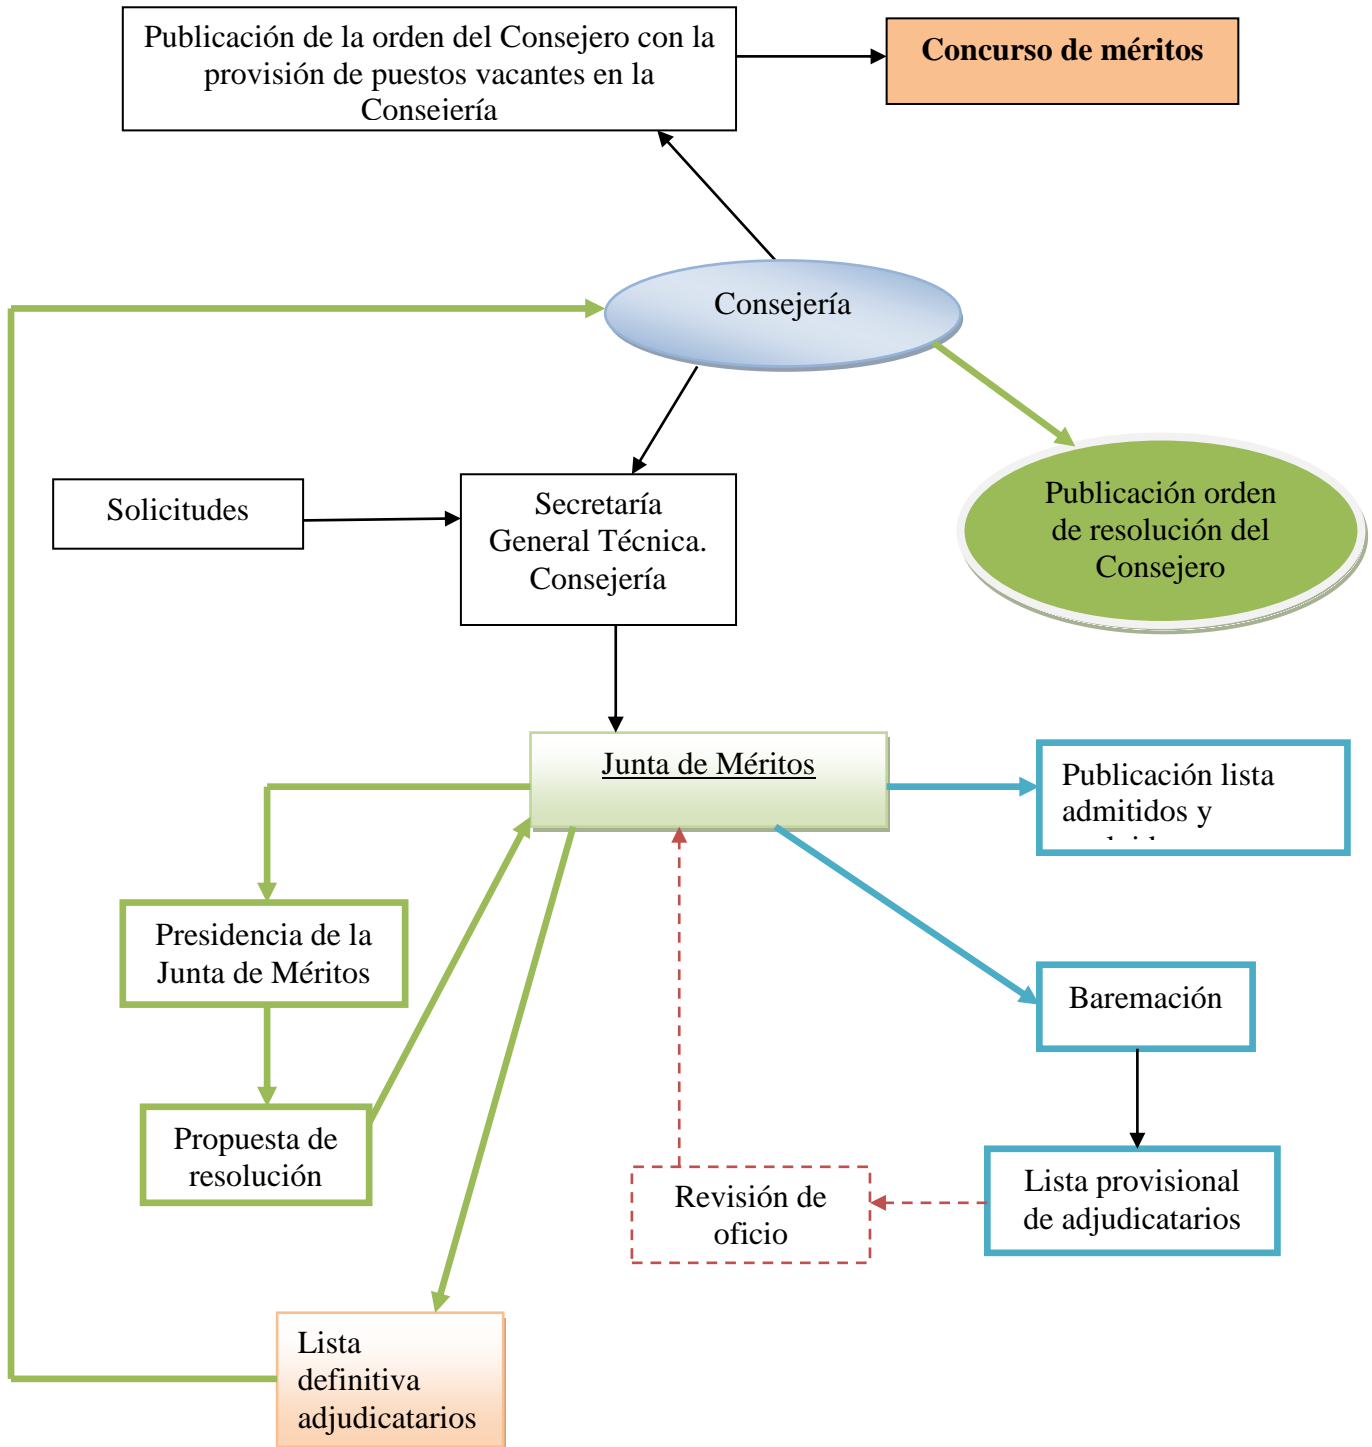 Publicación de la orden del Consejero con la
provisión de puestos vacantes en la
Consejería
Concurso de méritos
Consejería
Solicitudes
Secretaría
General Técnica.
Consejería
Publicación orden
de resolución del
Consejero
Junta de Méritos
Publicación lista
admitidos y
Presidencia de la
Junta de Méritos
Baremación
Propuesta de
resolución
Revisión de
oficio
Lista provisional
de adjudicatarios
Lista
definitiva
adjudicatarios